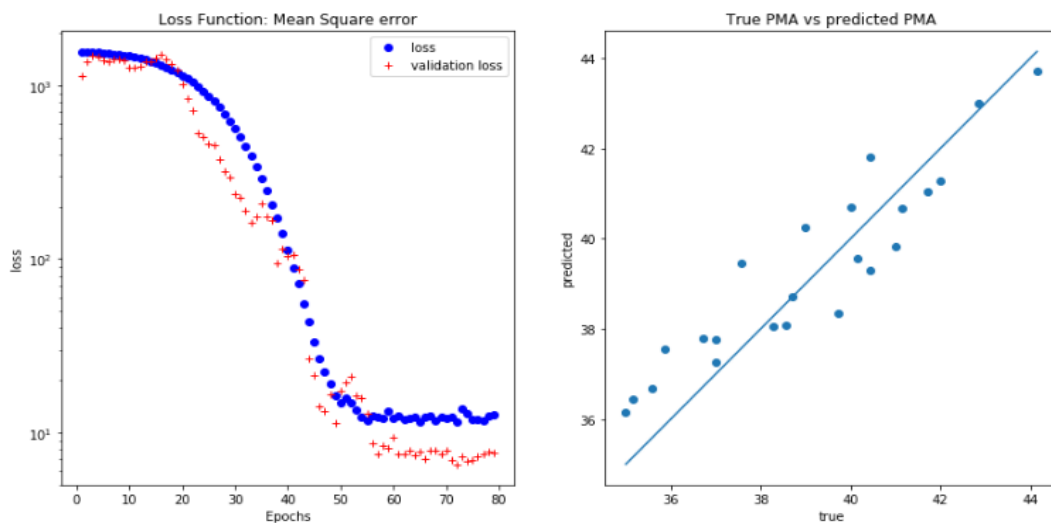 Loss Function: Mean Square error
loss
validation loss
10³
10²
10¹
loss
0 10 20 30 40 50 60 70 80
Epochs
True PMA vs predicted PMA
44
42
40
38
36
predicted
36 38 40 42 44
true